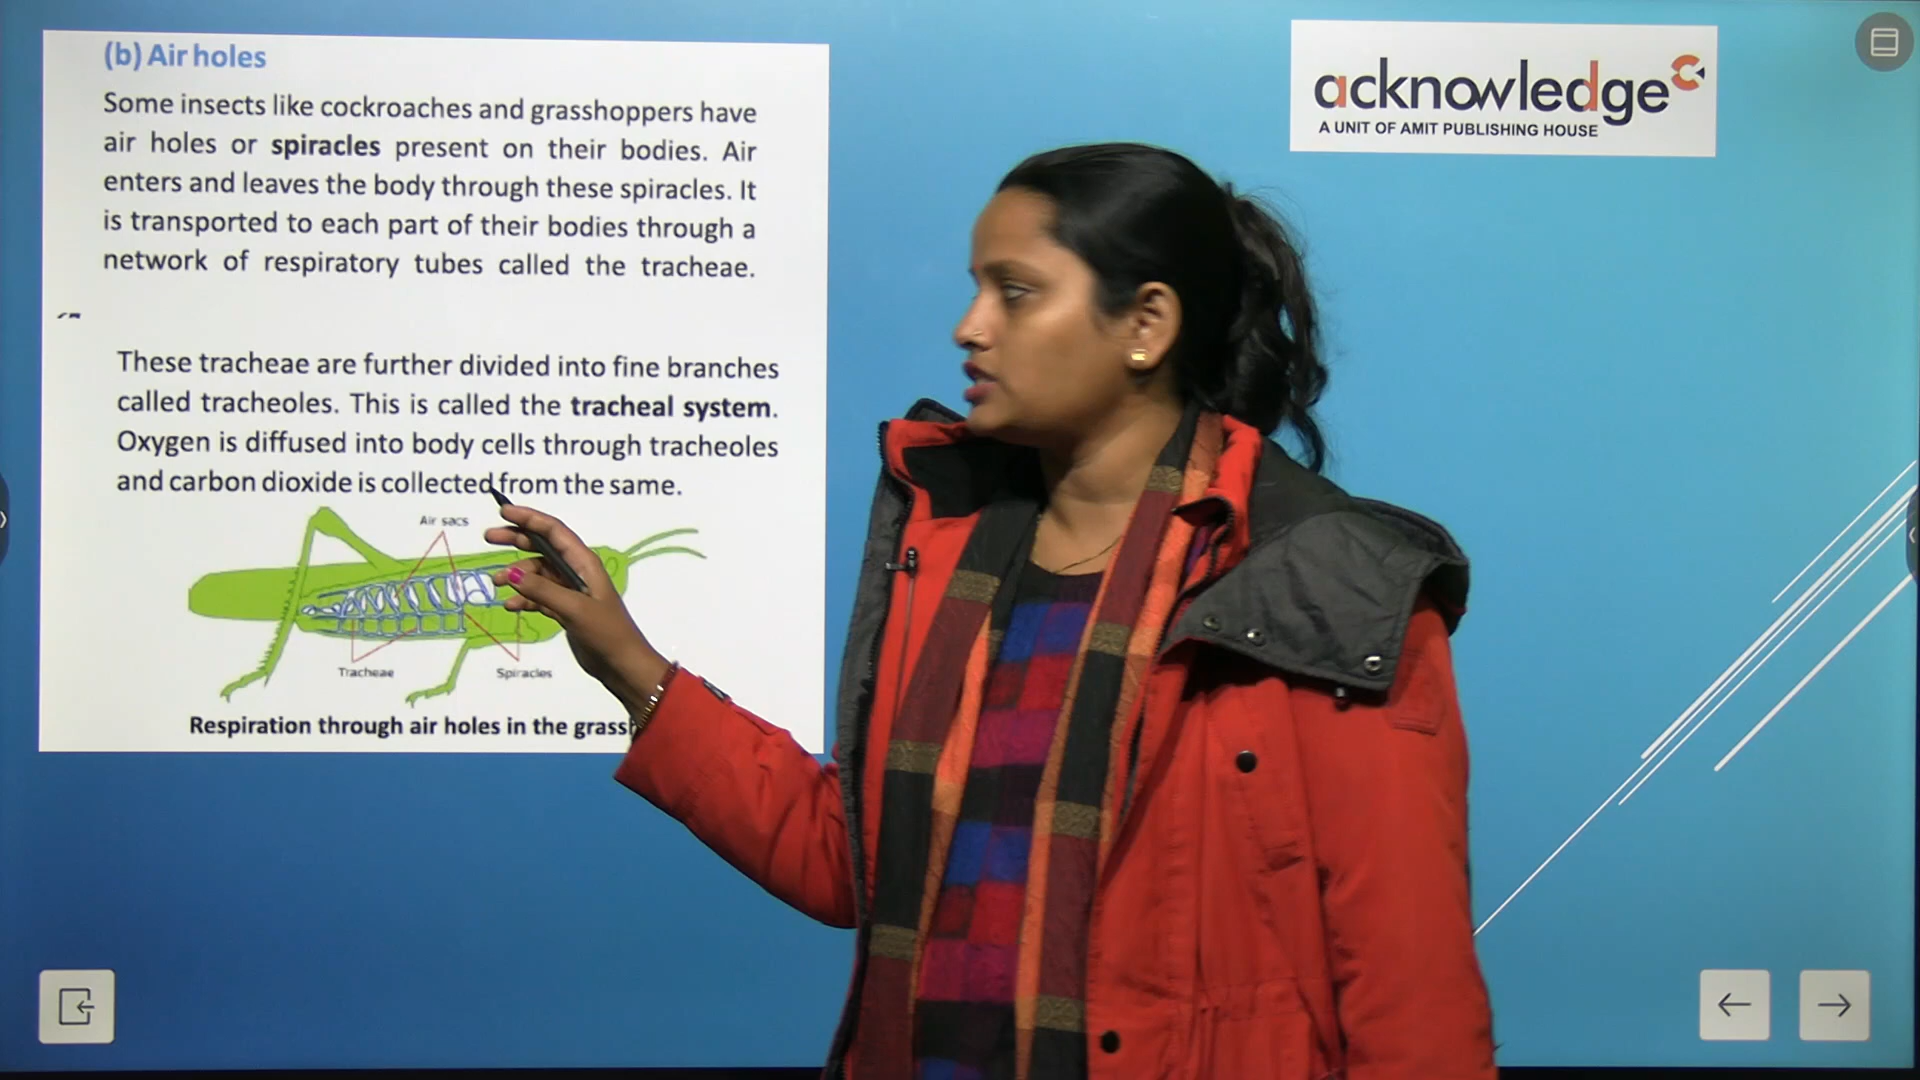 (b) Air holes
Some insects like cockroaches and grasshoppers have
air holes or spiracles present on their bodies. Air
enters and leaves the body through these spiracles. It
is transported to each part of their bodies through a
network of respiratory tubes called the tracheae.
These tracheae are further divided into fine branches
called tracheoles. This is called the tracheal system.
Oxygen is diffused into body cells through tracheoles
and carbon dioxide is collected from the same.
Air sacs
Tracheae
Spiracles
Respiration through air holes in the
acknowledge
A UNIT OF AMIT PUBLISHING HOUSE